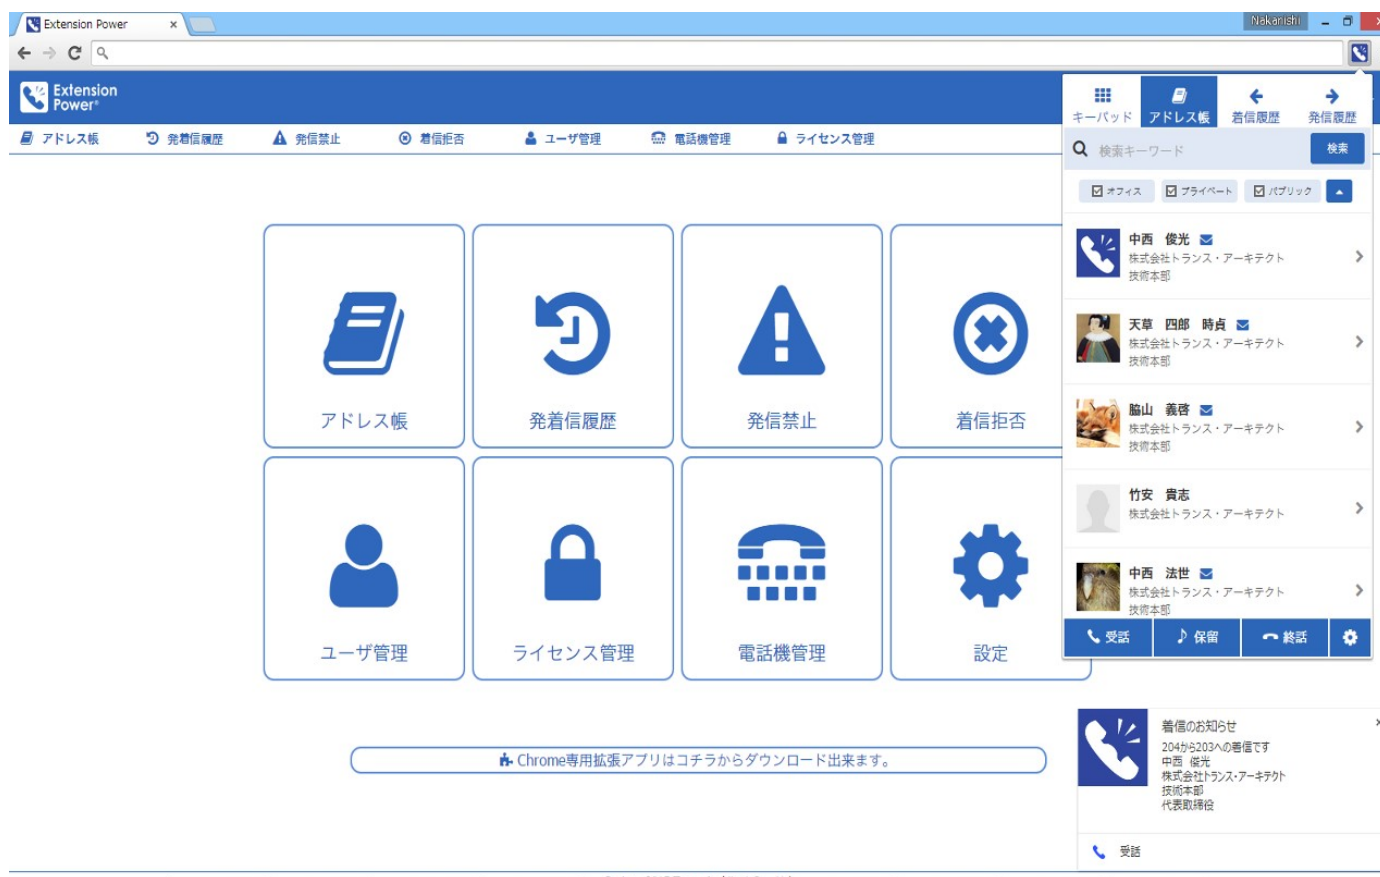 Extension Power
Nakanishi
Extension
Power®
アドレス帳
発着信履歴
発信禁止
着信拒否
ユーザ管理
電話機管理
ライセンス管理
アドレス帳
発着信履歴
発信禁止
着信拒否
ユーザ管理
ライセンス管理
電話機管理
設定
Chrome専用拡張アプリはコチラからダウンロード出来ます。
キーパッド
アドレス帳
着信履歴
発信履歴
検索キーワード
検索
オフィス
プライベート
パブリック
中西 俊光
株式会社トランス・アーキテクト
技術本部
天草 四郎 時貞
株式会社トランス・アーキテクト
技術本部
脇山 義啓
株式会社トランス・アーキテクト
技術本部
竹安 貴志
株式会社トランス・アーキテクト
中西 法世
株式会社トランス・アーキテクト
技術本部
受話
保留
終話
着信のお知らせ
204から203への着信です
中西 俊光
株式会社トランス・アーキテクト
技術本部
代表取締役
受話